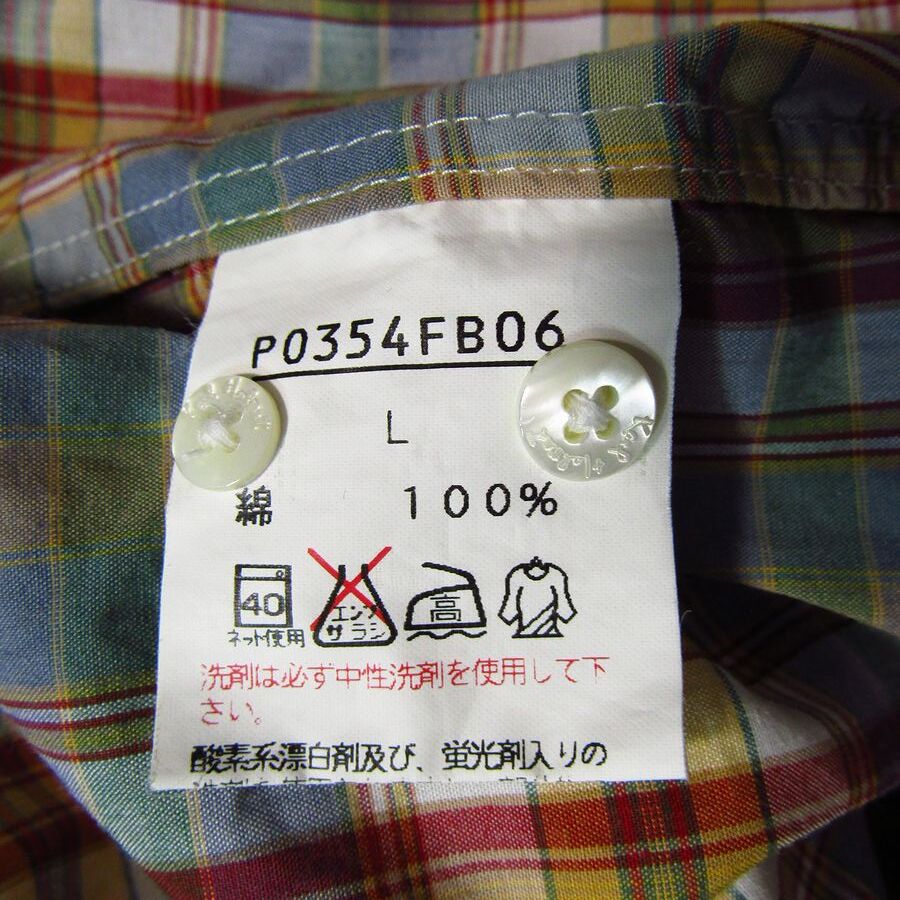 P0354FB06
L
綿 100%
40
ネット使用
エンソ
サラシ
高
洗剤は必ず中性洗剤を使用して下
さい。
酸素系漂白剤及び、蛍光剤入りの